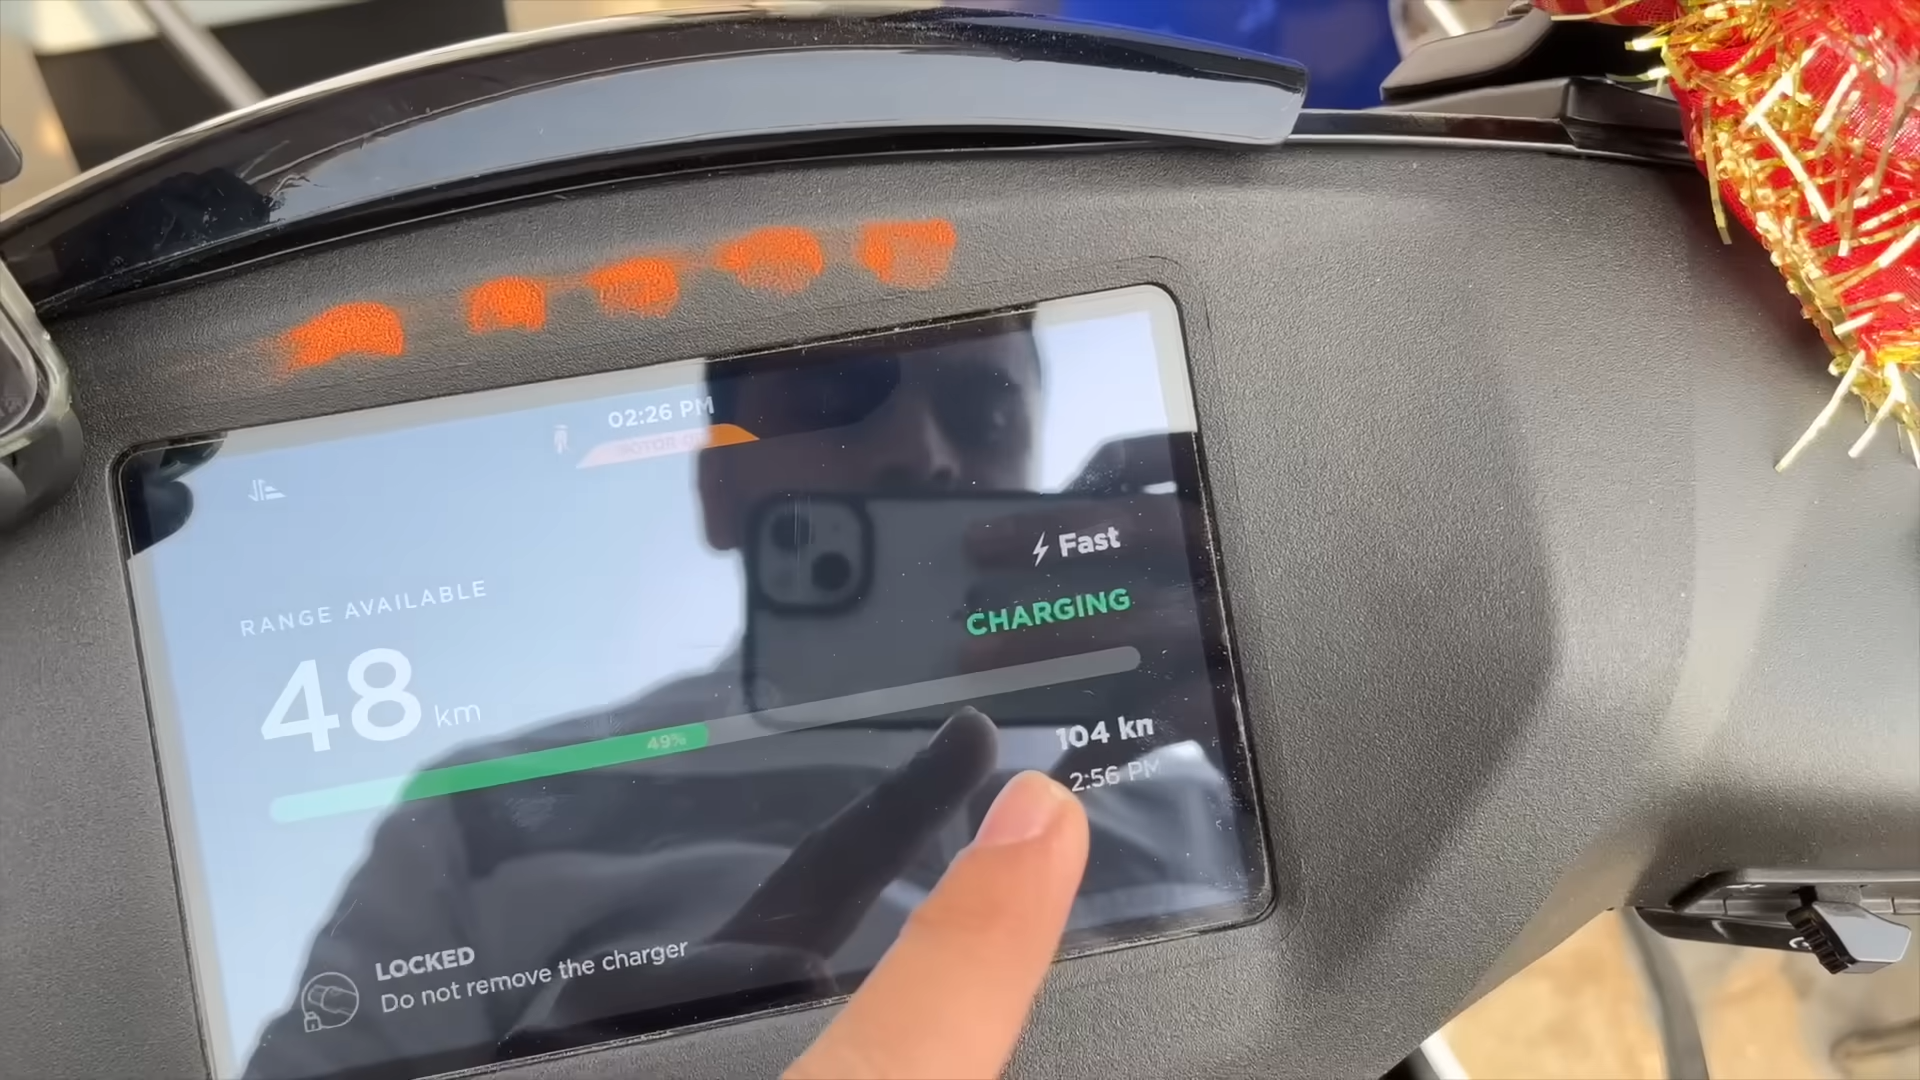 02:26 PM
Fast
RANGE AVAILABLE
CHARGING
48 km
49%
104 km
2:56 PM
LOCKED
Do not remove the charger